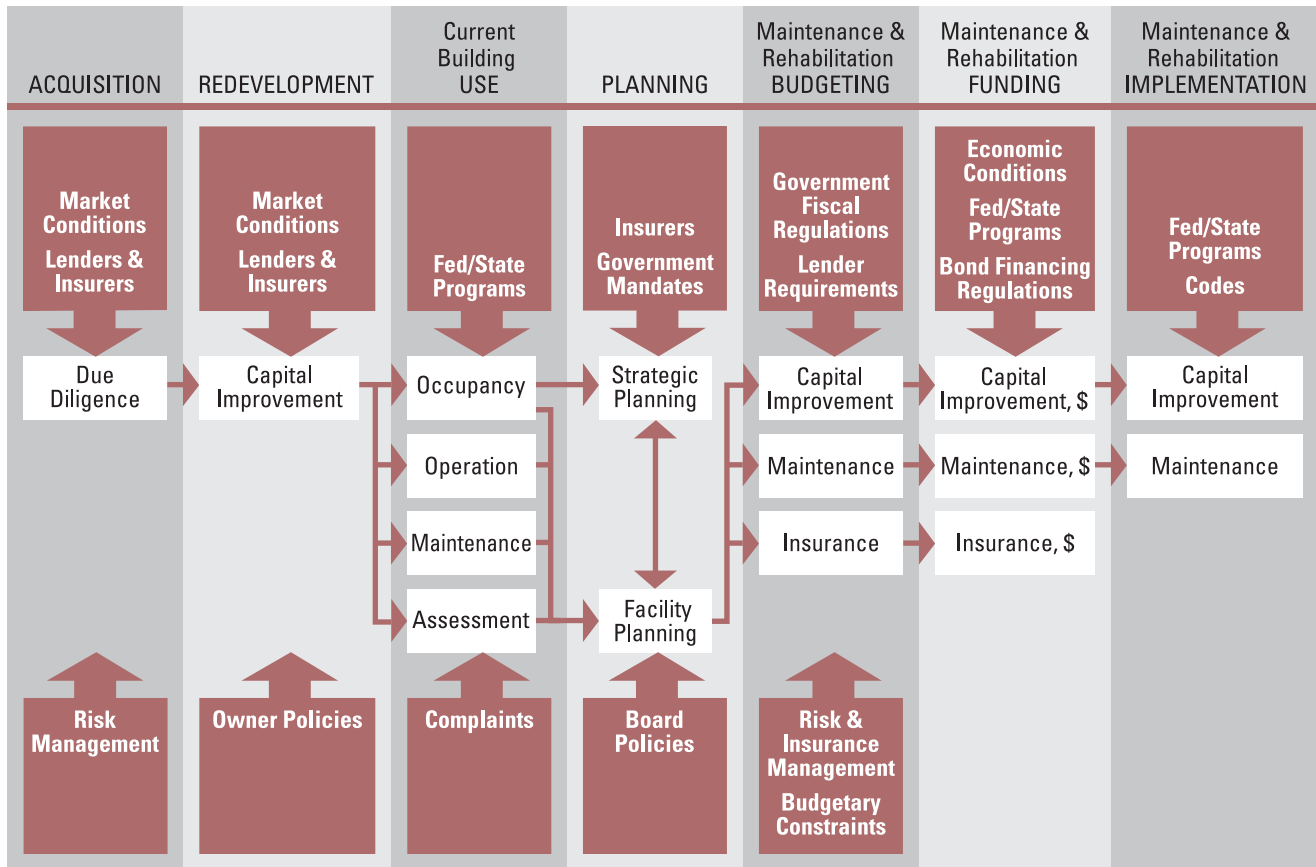 ACQUISITION
REDEVELOPMENT
Current
Building
USE
PLANNING
Maintenance &
Rehabilitation
BUDGETING
Maintenance &
Rehabilitation
FUNDING
Maintenance &
Rehabilitation
IMPLEMENTATION
Market
Conditions
Lenders &
Insurers
Market
Conditions
Lenders &
Insurers
Fed/State
Programs
Insurers
Government
Mandates
Government
Fiscal
Regulations
Lender
Requirements
Economic
Conditions
Fed/State
Programs
Bond Financing
Regulations
Fed/State
Programs
Codes
Due
Diligence
Capital
Improvement
Occupancy
Operation
Maintenance
Assessment
Strategic
Planning
Facility
Planning
Capital
Improvement
Maintenance
Insurance
Capital
Improvement, $
Maintenance, $
Insurance, $
Capital
Improvement
Maintenance
Risk
Management
Owner Policies
Complaints
Board
Policies
Risk &
Insurance
Management
Budgetary
Constraints